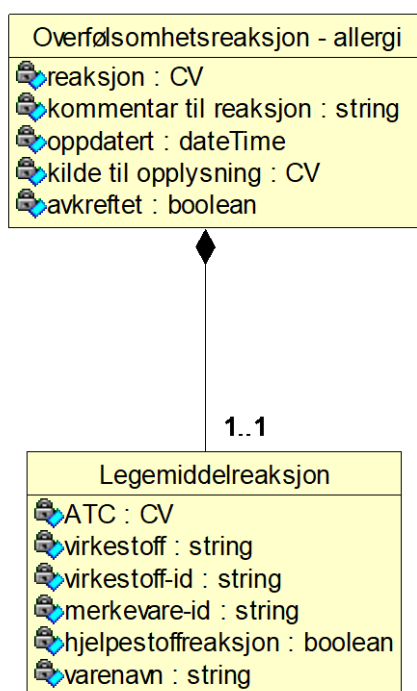 Overfølsomhetsreaksjon - allergi
reaksjon : CV
kommentar til reaksjon : string
oppdatert : dateTime
kilde til opplysning : CV
avkreftet : boolean
1..1
Legemiddelreaksjon
ATC : CV
virkestoff : string
virkestoff-id : string
merkevare-id : string
hjelpestoffreaksjon : boolean
varenavn : string